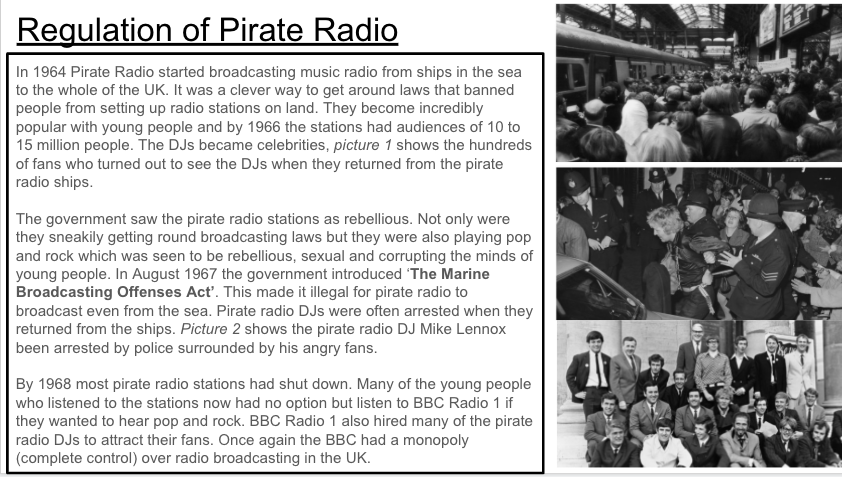 Regulation of Pirate Radio
In 1964 Pirate Radio started broadcasting music radio from ships in the sea
to the whole of the UK. It was a clever way to get around laws that banned
people from setting up radio stations on land. They become incredibly
popular with young people and by 1966 the stations had audiences of 10 to
15 million people. The DJs became celebrities, picture 1 shows the hundreds
of fans who turned out to see the DJs when they returned from the pirate
radio ships.
The government saw the pirate radio stations as rebellious. Not only were
they sneakily getting round broadcasting laws but they were also playing pop
and rock which was seen to be rebellious, sexual and corrupting the minds of
young people. In August 1967 the government introduced ‘The Marine
Broadcasting Offenses Act’. This made it illegal for pirate radio to
broadcast even from the sea. Pirate radio DJs were often arrested when they
returned from the ships. Picture 2 shows the pirate radio DJ Mike Lennox
been arrested by police surrounded by his angry fans.
By 1968 most pirate radio stations had shut down. Many of the young people
who listened to the stations now had no option but listen to BBC Radio 1 if
they wanted to hear pop and rock. BBC Radio 1 also hired many of the pirate
radio DJs to attract their fans. Once again the BBC had a monopoly
(complete control) over radio broadcasting in the UK.